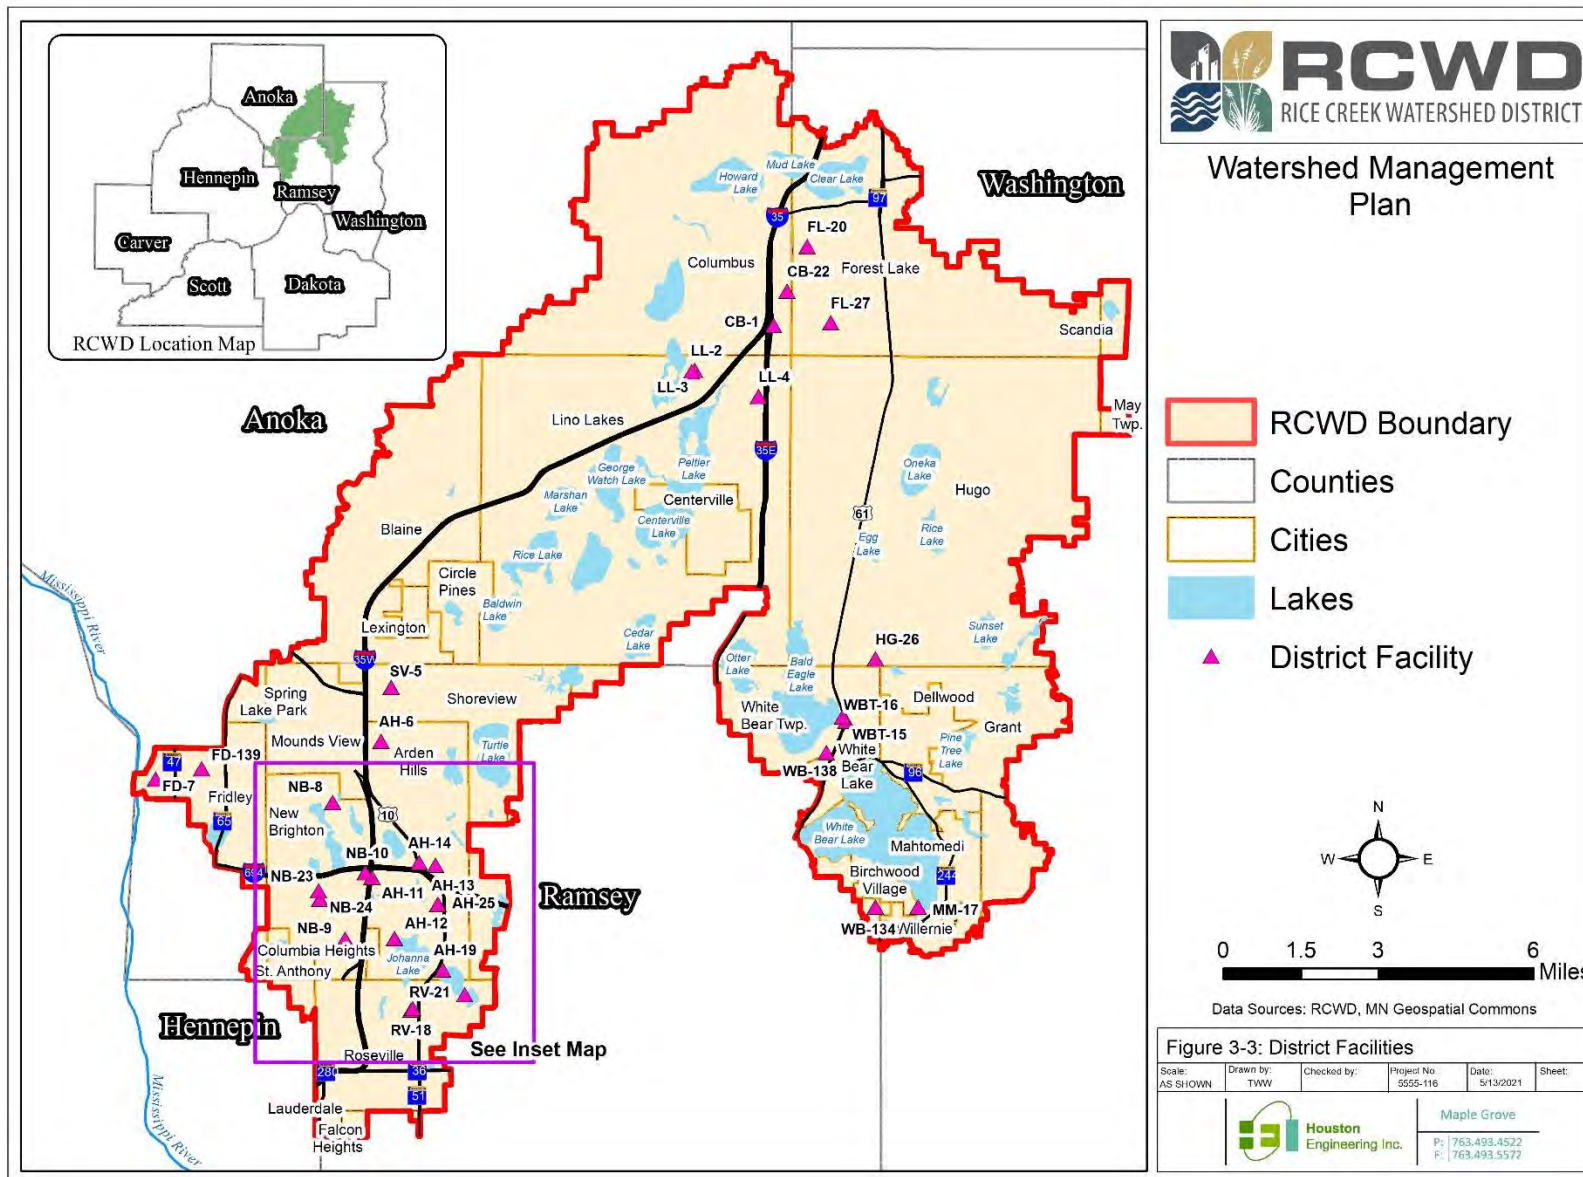 Anoka
Hennepin
Ramsey
Washington
Carver
Scott
Dakota
RCWD Location Map
RCWD
RICE CREEK WATERSHED DISTRICT
Watershed Management
Plan
Washington
Anoka
Ramsey
Hennepin
Mississippi River
Mississippi River
Mud Lake
Howard
Lake
Clear Lake
97
35
FL-20
Columbus
CB-22
Forest Lake
FL-27
CB-1
Scandia
LL-2
LL-3
LL-4
May
Twp.
Lino Lakes
35E
George
Watch Lake
Peltier
Lake
Oneka
Lake
Marshan
Lake
Centerville
Hugo
Centerville
Lake
61
Blaine
Rice
Lake
Egg
Lake
Rice Lake
Circle
Pines
Baldwin
Lake
Lexington
Cedar
Lake
Sunset
Lake
HG-26
35W
Otter
Lake
Bald
Eagle
Lake
SV-5
Shoreview
Spring
Lake Park
Dellwood
White
Bear Twp.
WBT-16
Grant
WBT-15
AH-6
Mounds View
Arden
Hills
Turtle
Lake
Pine
Tree
Lake
White
Bear
Lake
WB-138
96
FD-139
47
FD-7
Fridley
NB-8
New
Brighton
10
65
White
Bear Lake
Mahtomedi
NB-10
AH-14
694
NB-23
AH-13
AH-11
AH-25
Birchwood
Village
244
NB-24
AH-12
WB-134
MM-17
Willernie
NB-9
Columbia Heights
Johanna
Lake
AH-19
St. Anthony
RV-21
RV-18
Roseville
See Inset Map
280
36
51
Lauderdale
Falcon
Heights
RCWD Boundary
Counties
Cities
Lakes
District Facility
N
W E
S
0 1.5 3 6
Miles
Data Sources: RCWD, MN Geospatial Commons
Figure 3-3: District Facilities
Scale:
AS SHOWN
Drawn by:
TWW
Checked by:
Project No.
5555-116
Date:
5/13/2021
Sheet:
Houston
Engineering Inc.
Maple Grove
P: 763.493.4522
F: 763.493.5572